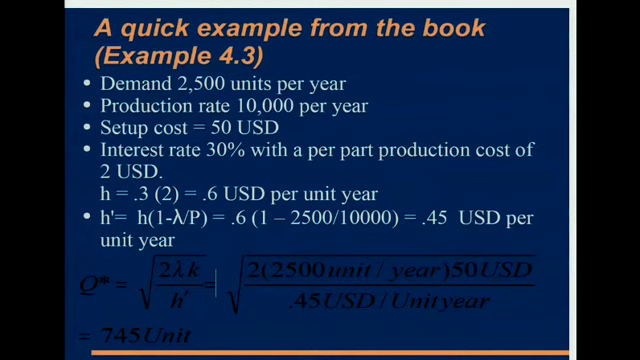 A quick example from the book
(Example 4.3)
• Demand 2,500 units per year
• Production rate 10,000 per year
• Setup cost = 50 USD
• Interest rate 30% with a per part production cost of
2 USD.
h = .3 (2) = .6 USD per unit year
• h'= h(1-λ/P) = .6 (1 – 2500/10000) = .45 USD per
unit year
Q* = √(2λk / h') = √(2(2500unit / year)50USD / .45USD / Unityear)
= 745Unit